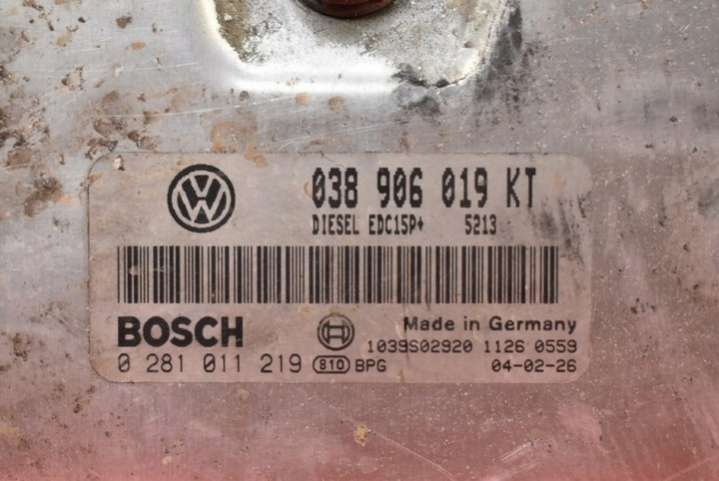 038 906 019 KT
DIESEL EDC15P+ 5213
BOSCH
Made in Germany
1039S02920 1126 0559
0 281 011 219 810 BPG 04-02-26